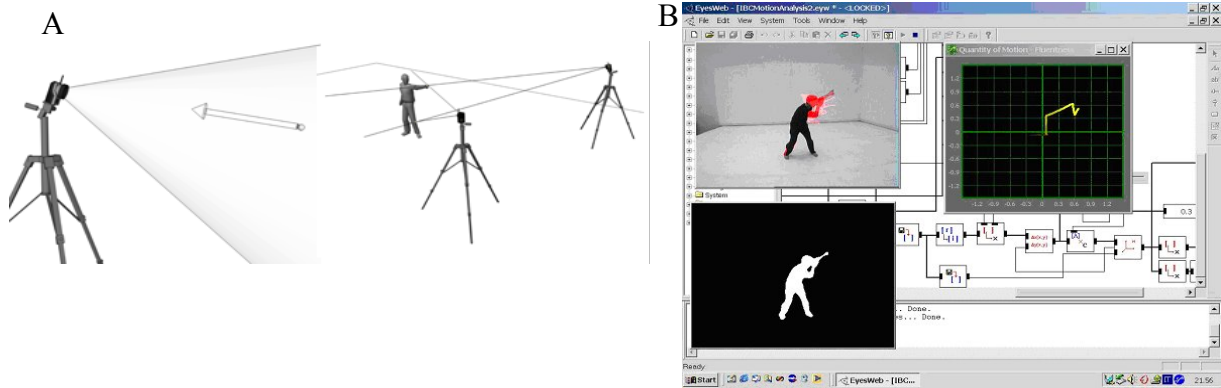 A
B
EyesWeb - [IBCMotionAnalysis2.eyw * - <LOCKED>]
File Edit View System Tools Window Help
Quantity of Motion - Fluentness
1.2
0.9
0.6
0.3
0
-0.3
-0.6
-0.9
-1.2
-1.2 -0.9 -0.6 -0.3 0 0.3 0.6 0.9 1.2
System
0.3
... Done.
es... Done.
Ready
Start
EyesWeb - [IBC...
21.56